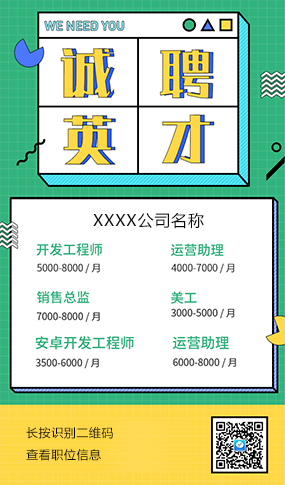 WE NEED YOU
诚聘
英才
XXXX公司名称
开发工程师 运营助理
5000-8000 / 月 4000-7000 / 月
销售总监 美工
7000-8000 / 月 3000-5000 / 月
安卓开发工程师 运营助理
3500-6000 / 月 6000-8000 / 月
长按识别二维码
查看职位信息